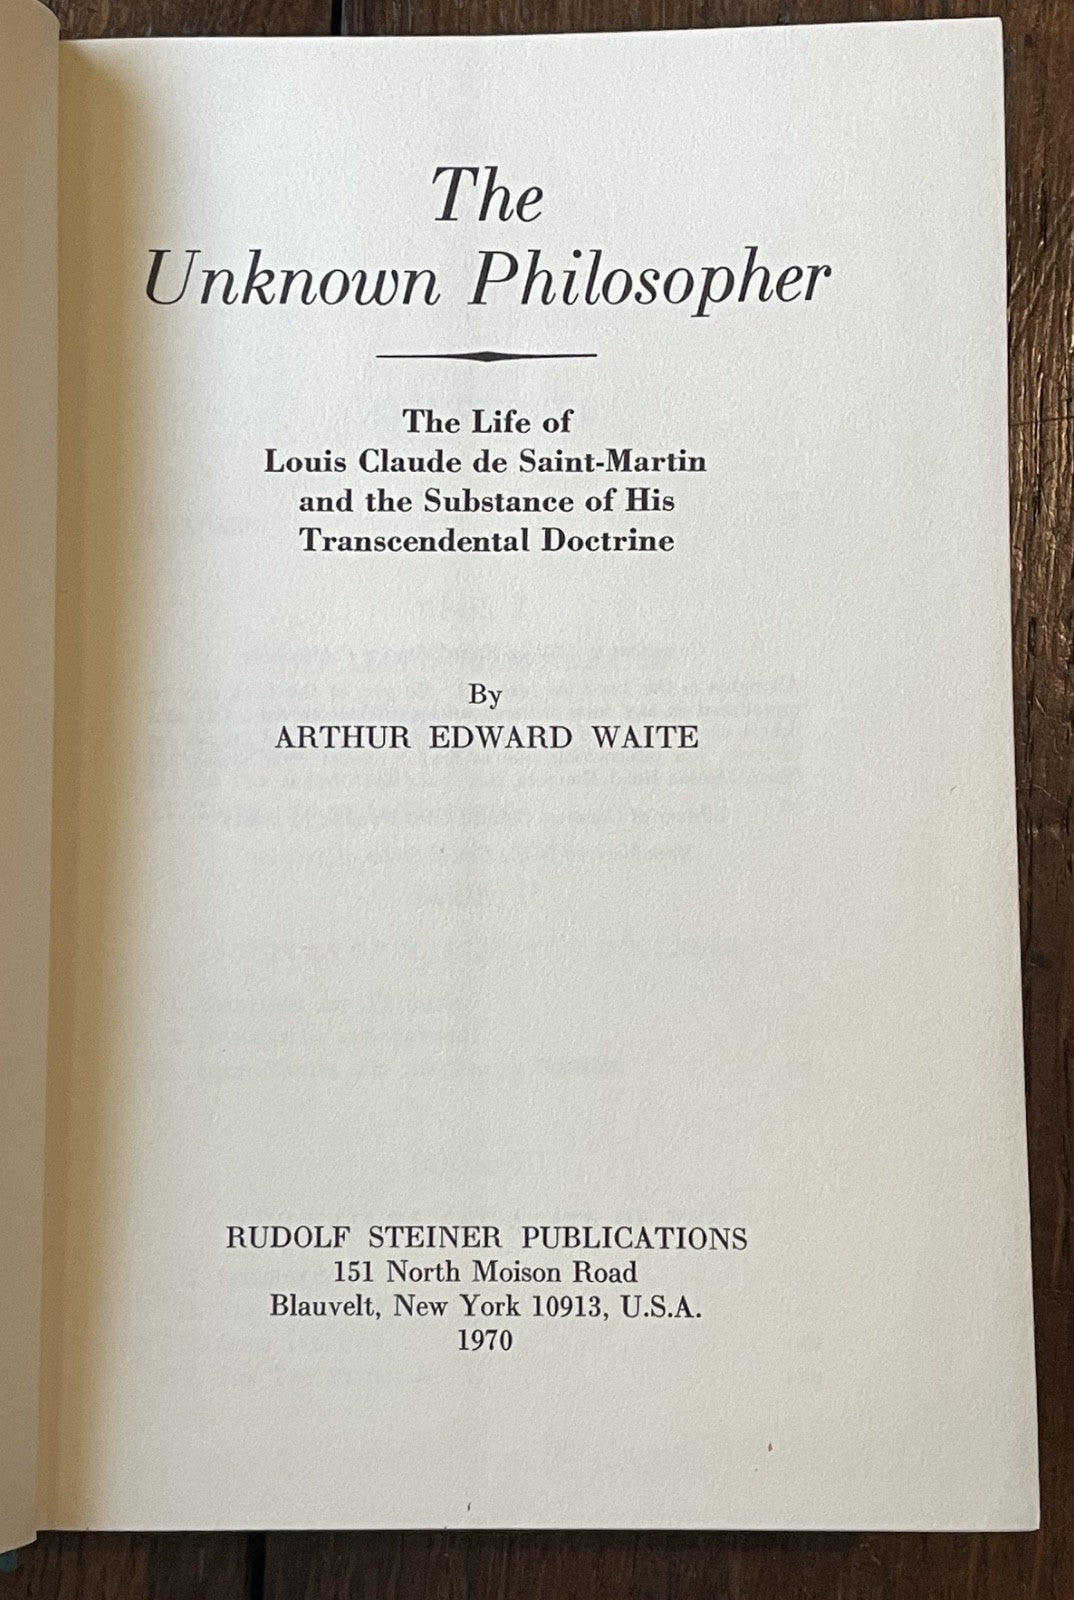 The
Unknown Philosopher
The Life of
Louis Claude de Saint-Martin
and the Substance of His
Transcendental Doctrine
By
ARTHUR EDWARD WAITE
RUDOLF STEINER PUBLICATIONS
151 North Moison Road
Blauvelt, New York 10913, U.S.A.
1970